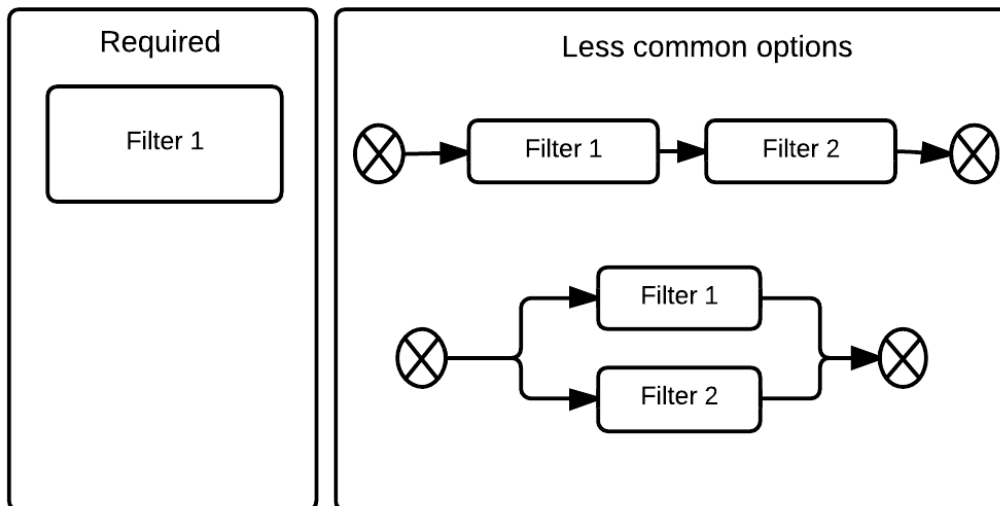 Required
Filter 1
Less common options
Filter 1
Filter 2
Filter 1
Filter 2